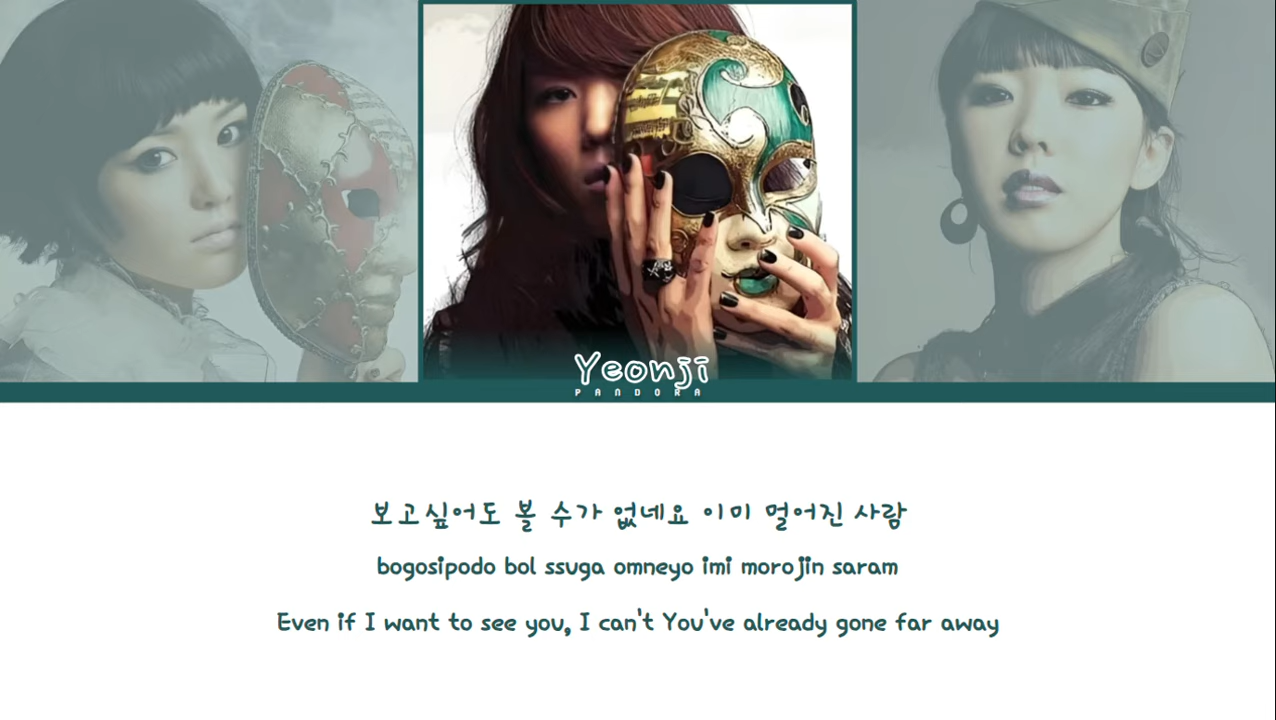 Yeonji
PANDORA
보고싶어도 볼 수가 없네요 이미 멀어진 사람
bogosipodo bol ssuga omneyo imi morojin saram
Even if I want to see you, I can't You've already gone far away